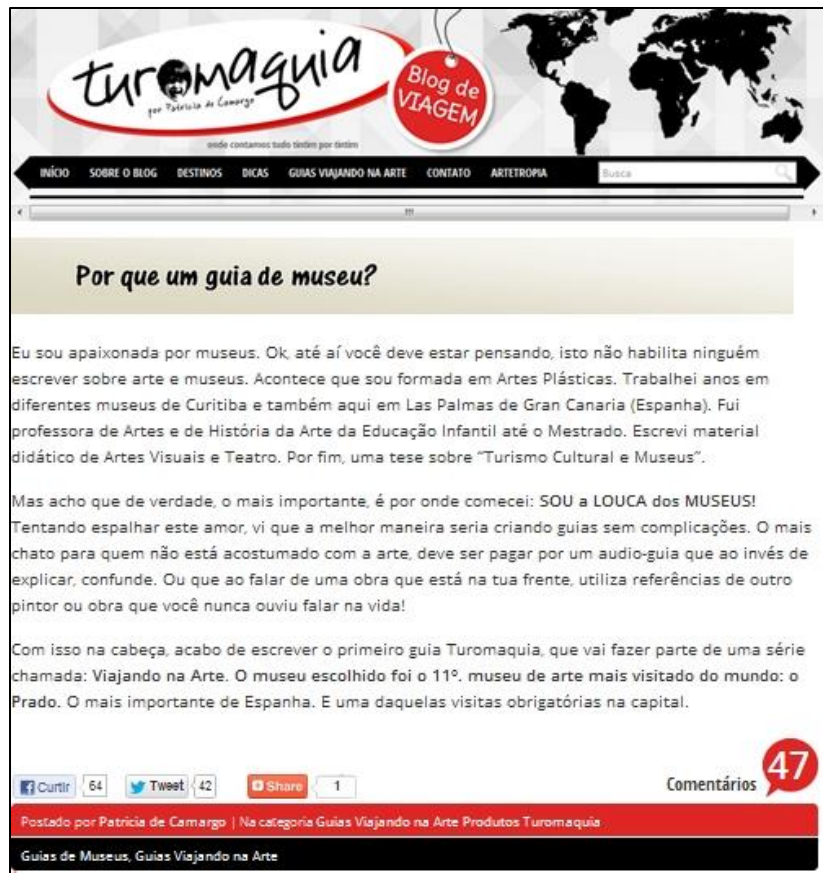 turomaquia
por Patricia de Camargo
Blog de
VIAGEM
onde contamos tudo tintim por tintim
INÍCIO SOBRE O BLOG DESTINOS DICAS GUIAS VIAJANDO NA ARTE CONTATO ARTETROPIA Busca
Por que um guia de museu?
Eu sou apaixonada por museus. Ok, até aí você deve estar pensando, isto não habilita ninguém
escrever sobre arte e museus. Acontece que sou formada em Artes Plásticas. Trabalhei anos em
diferentes museus de Curitiba e também aqui em Las Palmas de Gran Canaria (Espanha). Fui
professora de Artes e de História da Arte da Educação Infantil até o Mestrado. Escrevi material
didático de Artes Visuais e Teatro. Por fim, uma tese sobre “Turismo Cultural e Museus”.
Mas acho que de verdade, o mais importante, é por onde comecei: SOU a LOUCA dos MUSEUS!
Tentando espalhar este amor, vi que a melhor maneira seria criando guias sem complicações. O mais
chato para quem não está acostumado com a arte, deve ser pagar por um audio-guia que ao invés de
explicar, confunde. Ou que ao falar de uma obra que está na tua frente, utiliza referências de outro
pintor ou obra que você nunca ouviu falar na vida!
Com isso na cabeça, acabo de escrever o primeiro guia Turomaquia, que vai fazer parte de uma série
chamada: Viajando na Arte. O museu escolhido foi o 11º. museu de arte mais visitado do mundo: o
Prado. O mais importante de Espanha. E uma daquelas visitas obrigatórias na capital.
Curtir 64 Tweet 42 Share 1 Comentários 47
Postado por Patricia de Camargo | Na categoria Guias Viajando na Arte Produtos Turomaquia
Guias de Museus, Guias Viajando na Arte